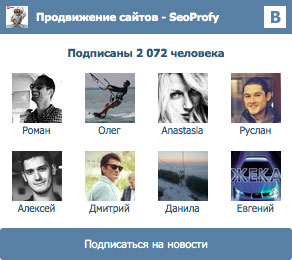 Продвижение сайтов - SeoProfy
В
Подписаны 2 072 человека
Роман Олег Anastasia Руслан
ЖЕКА
Алексей Дмитрий Данила Евгений
Подписаться на новости